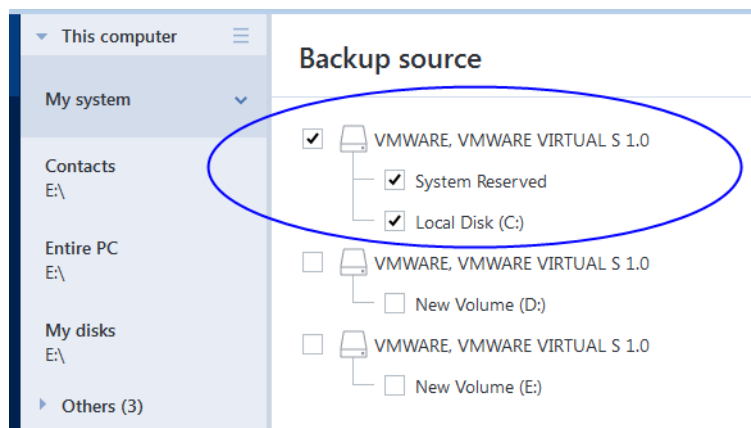 This computer
My system
Contacts
E:\
Entire PC
E:\
My disks
E:\
Others (3)
Backup source
VMWARE, VMWARE VIRTUAL S 1.0
System Reserved
Local Disk (C:)
VMWARE, VMWARE VIRTUAL S 1.0
New Volume (D:)
VMWARE, VMWARE VIRTUAL S 1.0
New Volume (E:)